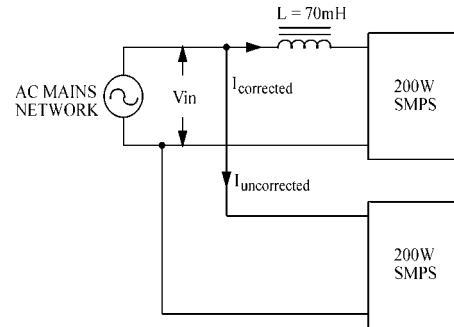 L = 70mH
AC MAINS
NETWORK
Vin
Icorrected
200W
SMPS
Iuncorrected
200W
SMPS